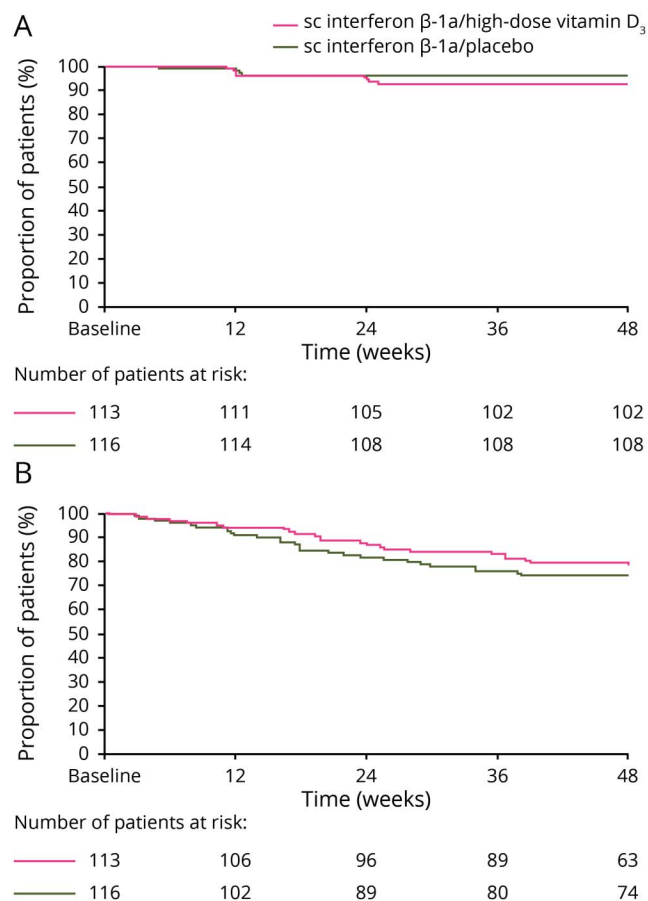 A
sc interferon β-1a/high-dose vitamin D3
sc interferon β-1a/placebo
Proportion of patients (%)
100
90
80
70
60
50
40
30
20
10
0
Baseline 12 24 36 48
Time (weeks)
Number of patients at risk:
113 111 105 102 102
116 114 108 108 108
B
Proportion of patients (%)
100
90
80
70
60
50
40
30
20
10
0
Baseline 12 24 36 48
Time (weeks)
Number of patients at risk:
113 106 96 89 63
116 102 89 80 74